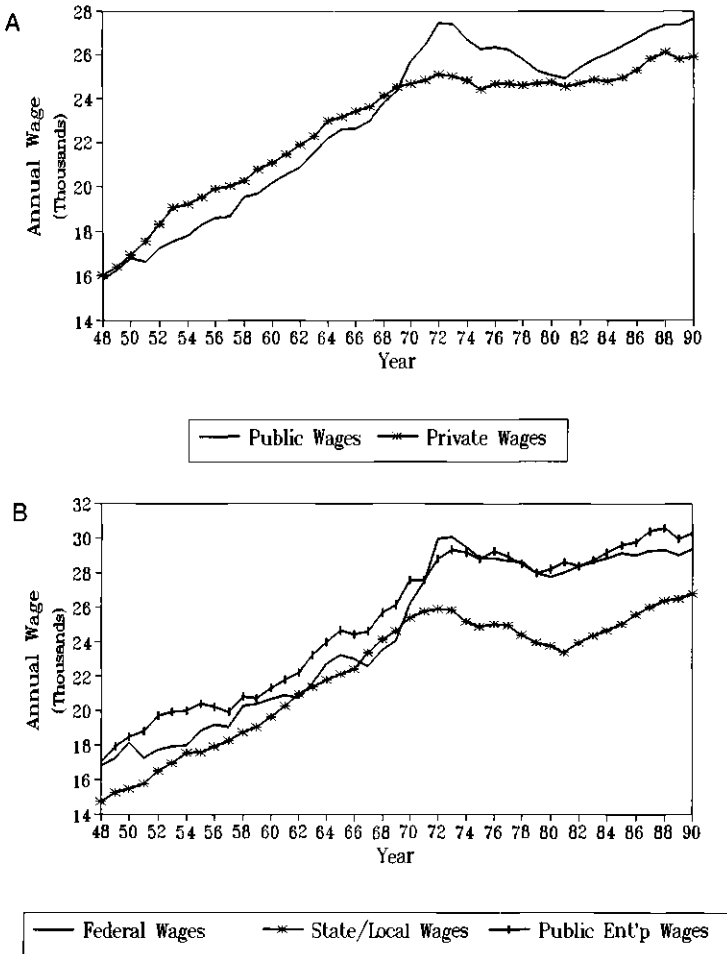 A
28
26
24
22
20
18
16
14
Annual Wage
(Thousands)
48 50 52 54 56 58 60 62 64 66 68 70 72 74 76 78 80 82 84 86 88 90
Year
Public Wages Private Wages
B
32
30
28
26
24
22
20
18
16
14
Annual Wage
(Thousands)
48 50 52 54 56 58 60 62 64 66 68 70 72 74 76 78 80 82 84 86 88 90
Year
Federal Wages State/Local Wages Public Ent'p Wages